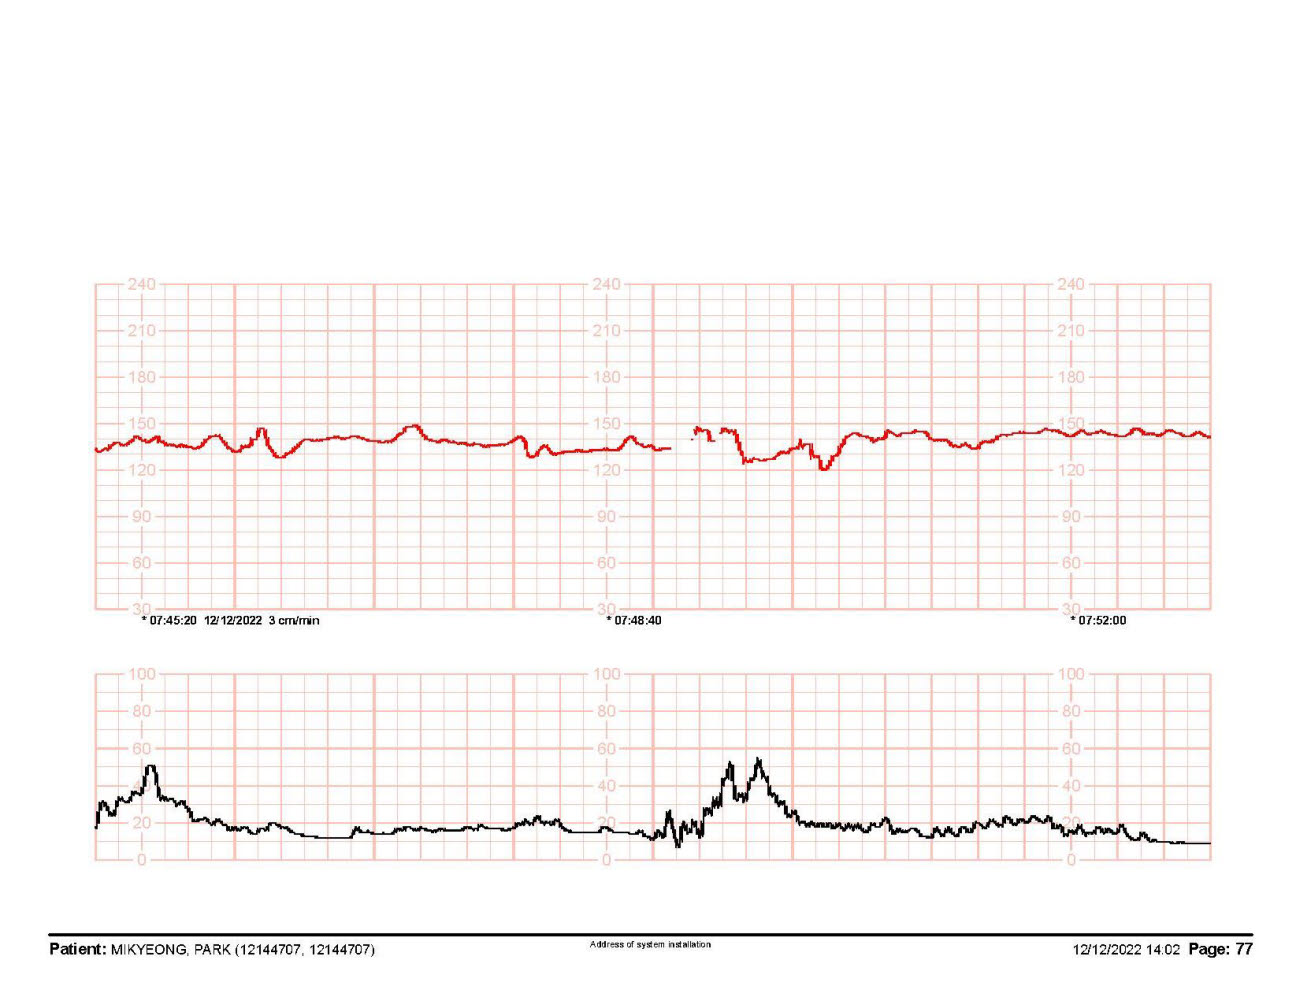 240 240 240
210 210 210
180 180 180
150 150 150
120 120 120
90 90 90
60 60 60
30 30 30
* 07:45:20 12/12/2022 3 cm/min * 07:48:40 * 07:52:00
100 100 100
80 80 80
60 60 60
40 40 40
20 20 20
0 0 0
Patient: MIKYEONG, PARK (12144707, 12144707) Address of system installation 12/12/2022 14:02 Page: 77